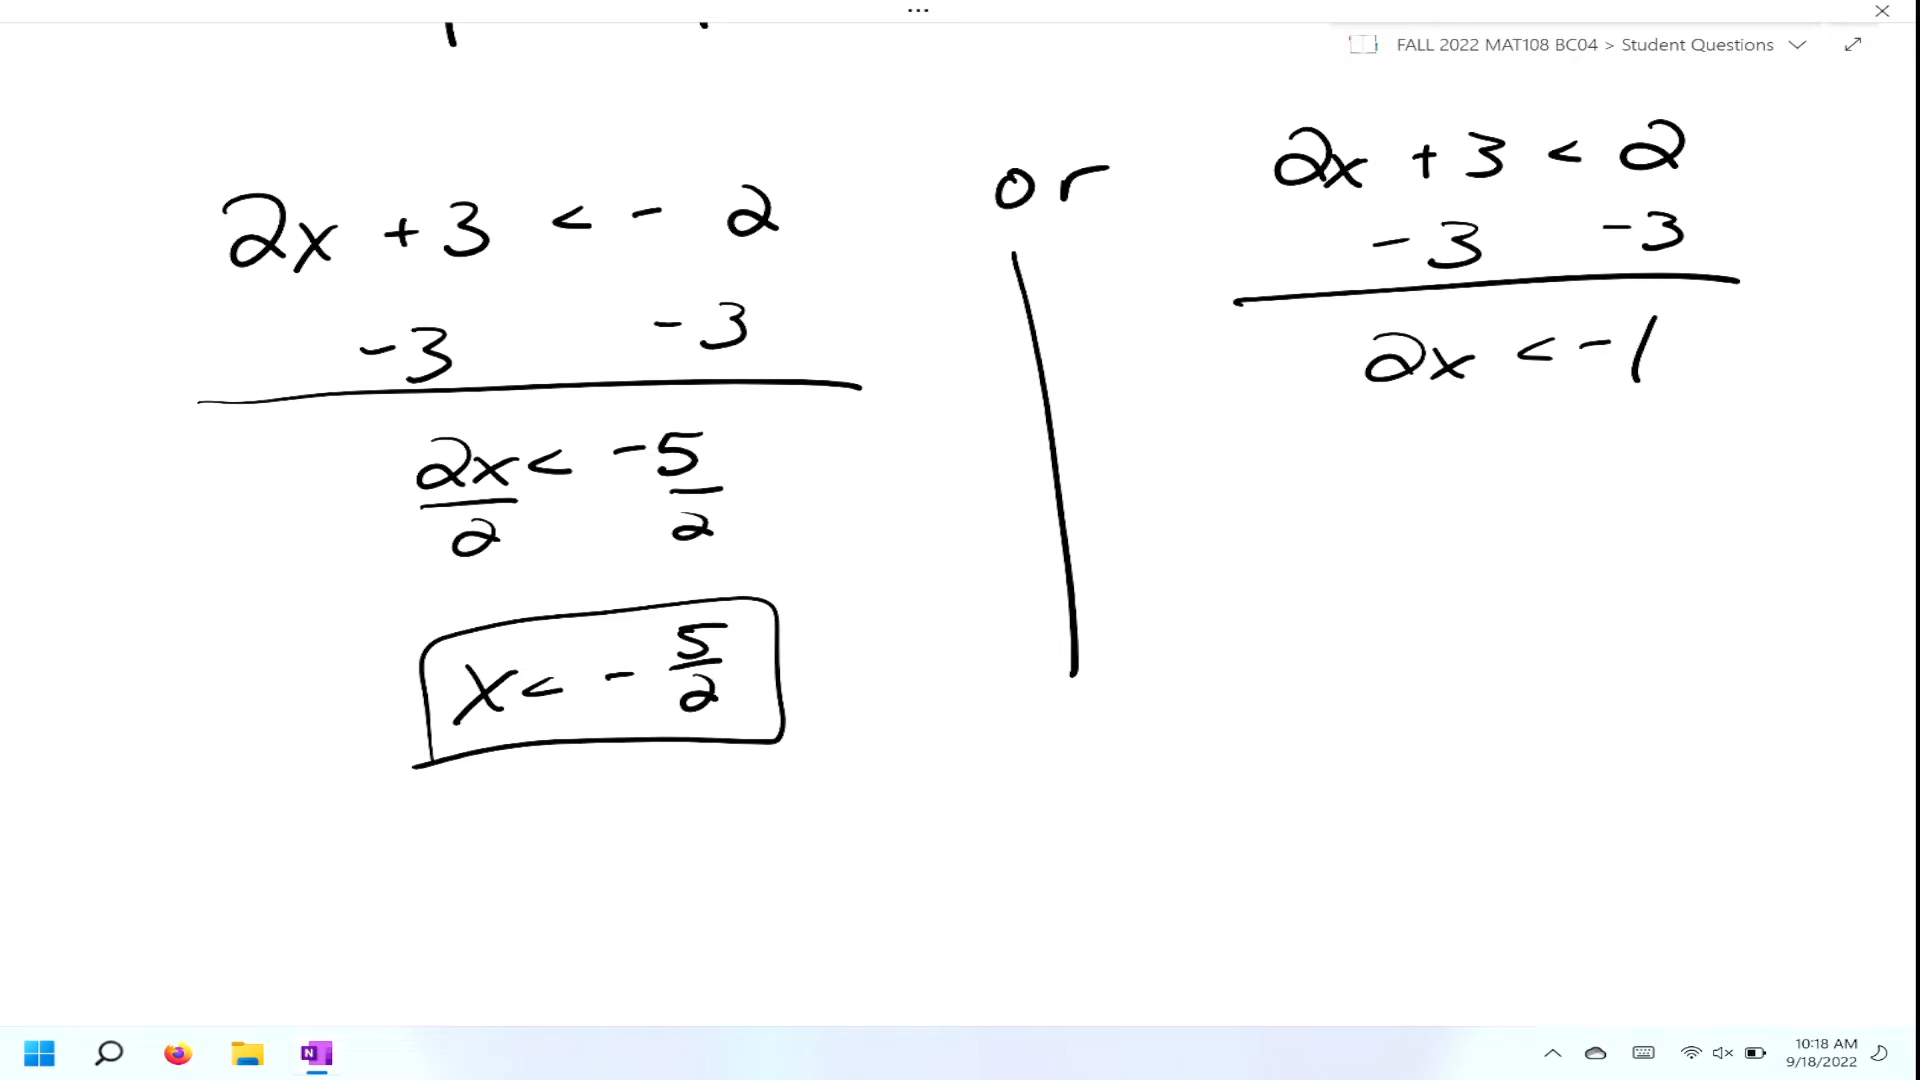 FALL 2022 MAT108 BC04 > Student Questions
2x + 3 < - 2
-3 -3
2x < -5
2 2
x < - 5/2
or
2x + 3 < 2
-3 -3
2x < -1
10:18 AM
9/18/2022